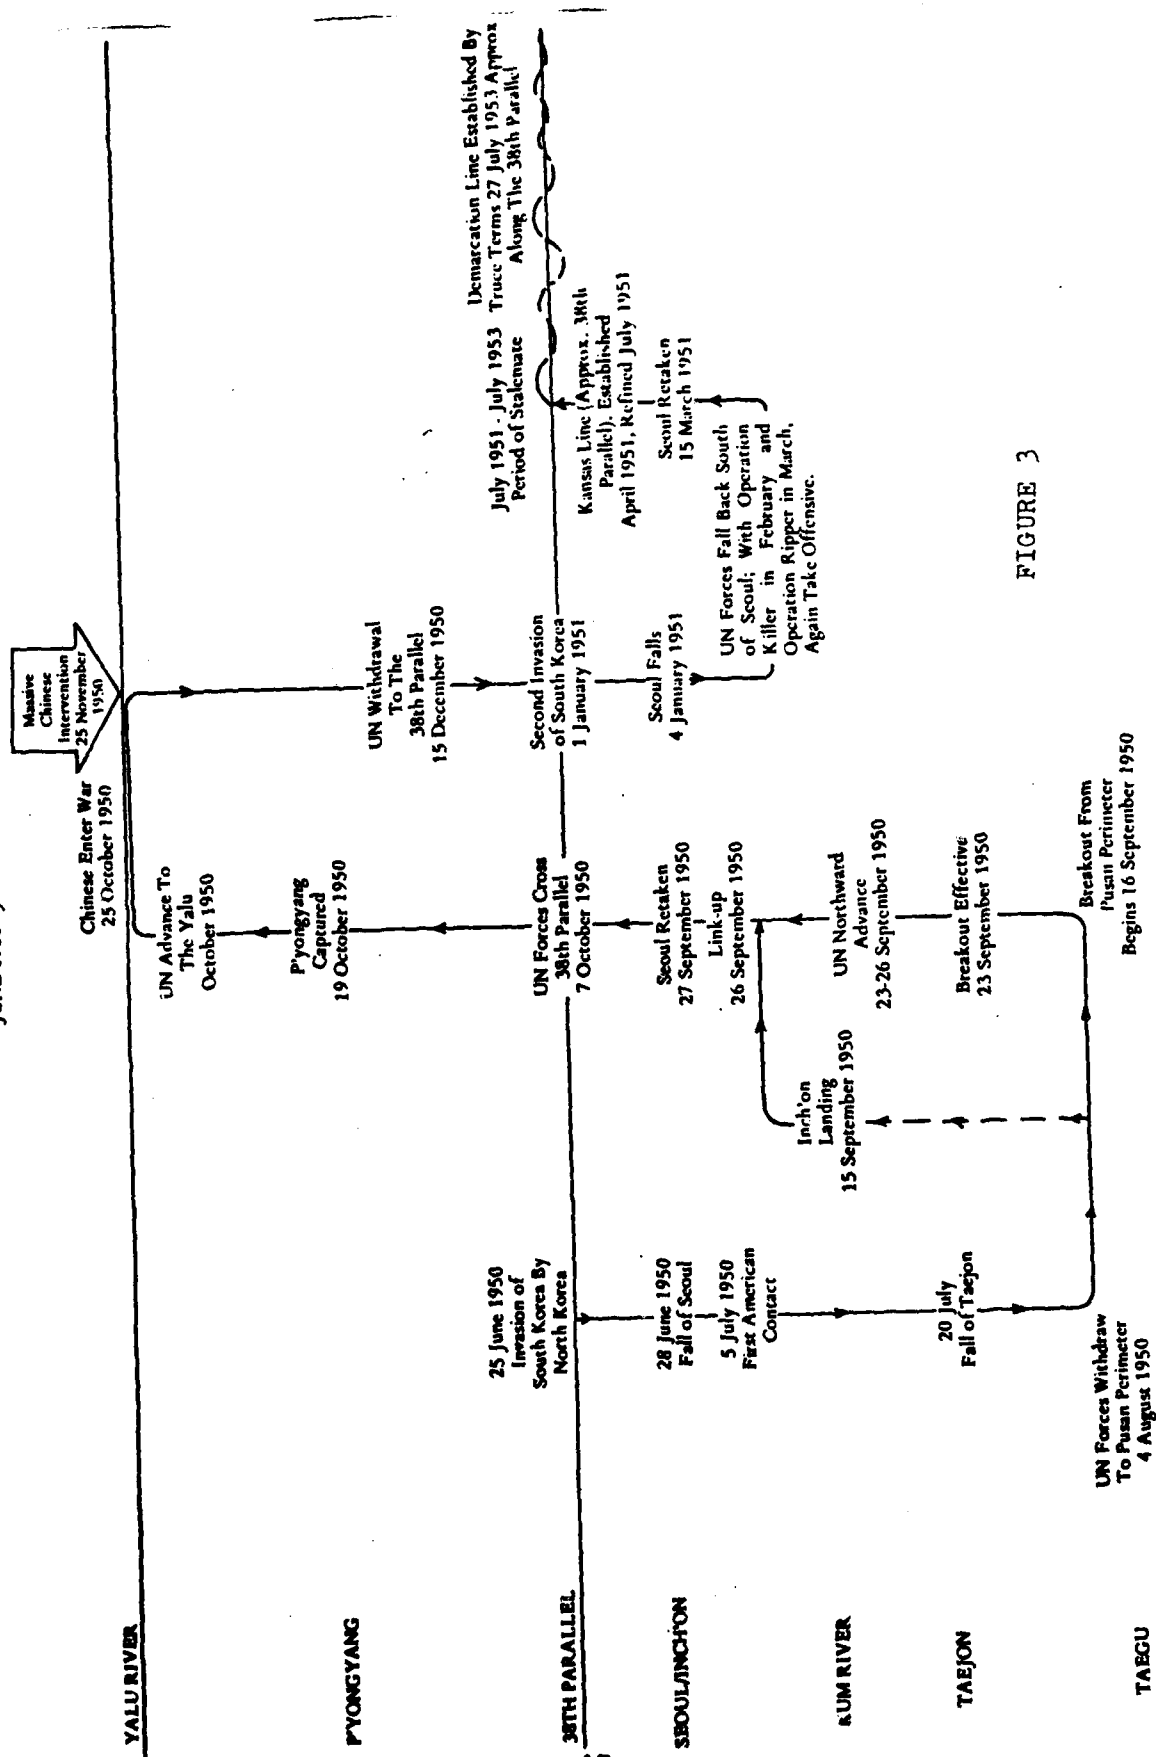 YALU RIVER
PYONGYANG
38TH PARALLEL
SEOUL/INCH'ON
KUM RIVER
TAEJON
TAEGU
25 June 1950
Invasion of
South Korea By
North Korea
28 June 1950
Fall of Seoul
5 July 1950
First American
Contact
20 July
Fall of Taejon
UN Forces Withdraw
To Pusan Perimeter
4 August 1950
Inch'on
Landing
15 September 1950
Breakout From
Pusan Perimeter
Begins 16 September 1950
Breakout Effective
23 September 1950
UN Northward
Advance
23-26 September 1950
Link-up
26 September 1950
Seoul Retaken
27 September 1950
UN Forces Cross
38th Parallel
7 October 1950
P'yongyang
Captured
19 October 1950
UN Advance To
The Yalu
October 1950
Chinese Enter War
25 October 1950
Massive
Chinese
Intervention
25 November
1950
UN Withdrawal
To The
38th Parallel
15 December 1950
Second Invasion
of South Korea
1 January 1951
Seoul Falls
4 January 1951
UN Forces Fall Back South
of Seoul; With Operation
Killer in February and
Operation Ripper in March,
Again Take Offensive.
Seoul Retaken
15 March 1951
Kansas Line (Approx. 38th
Parallel). Established
April 1951, Refined July 1951
July 1951 - July 1953
Period of Stalemate
Demarcation Line Established By
Truce Terms 27 July 1953 Approx
Along The 38th Parallel
FIGURE 3